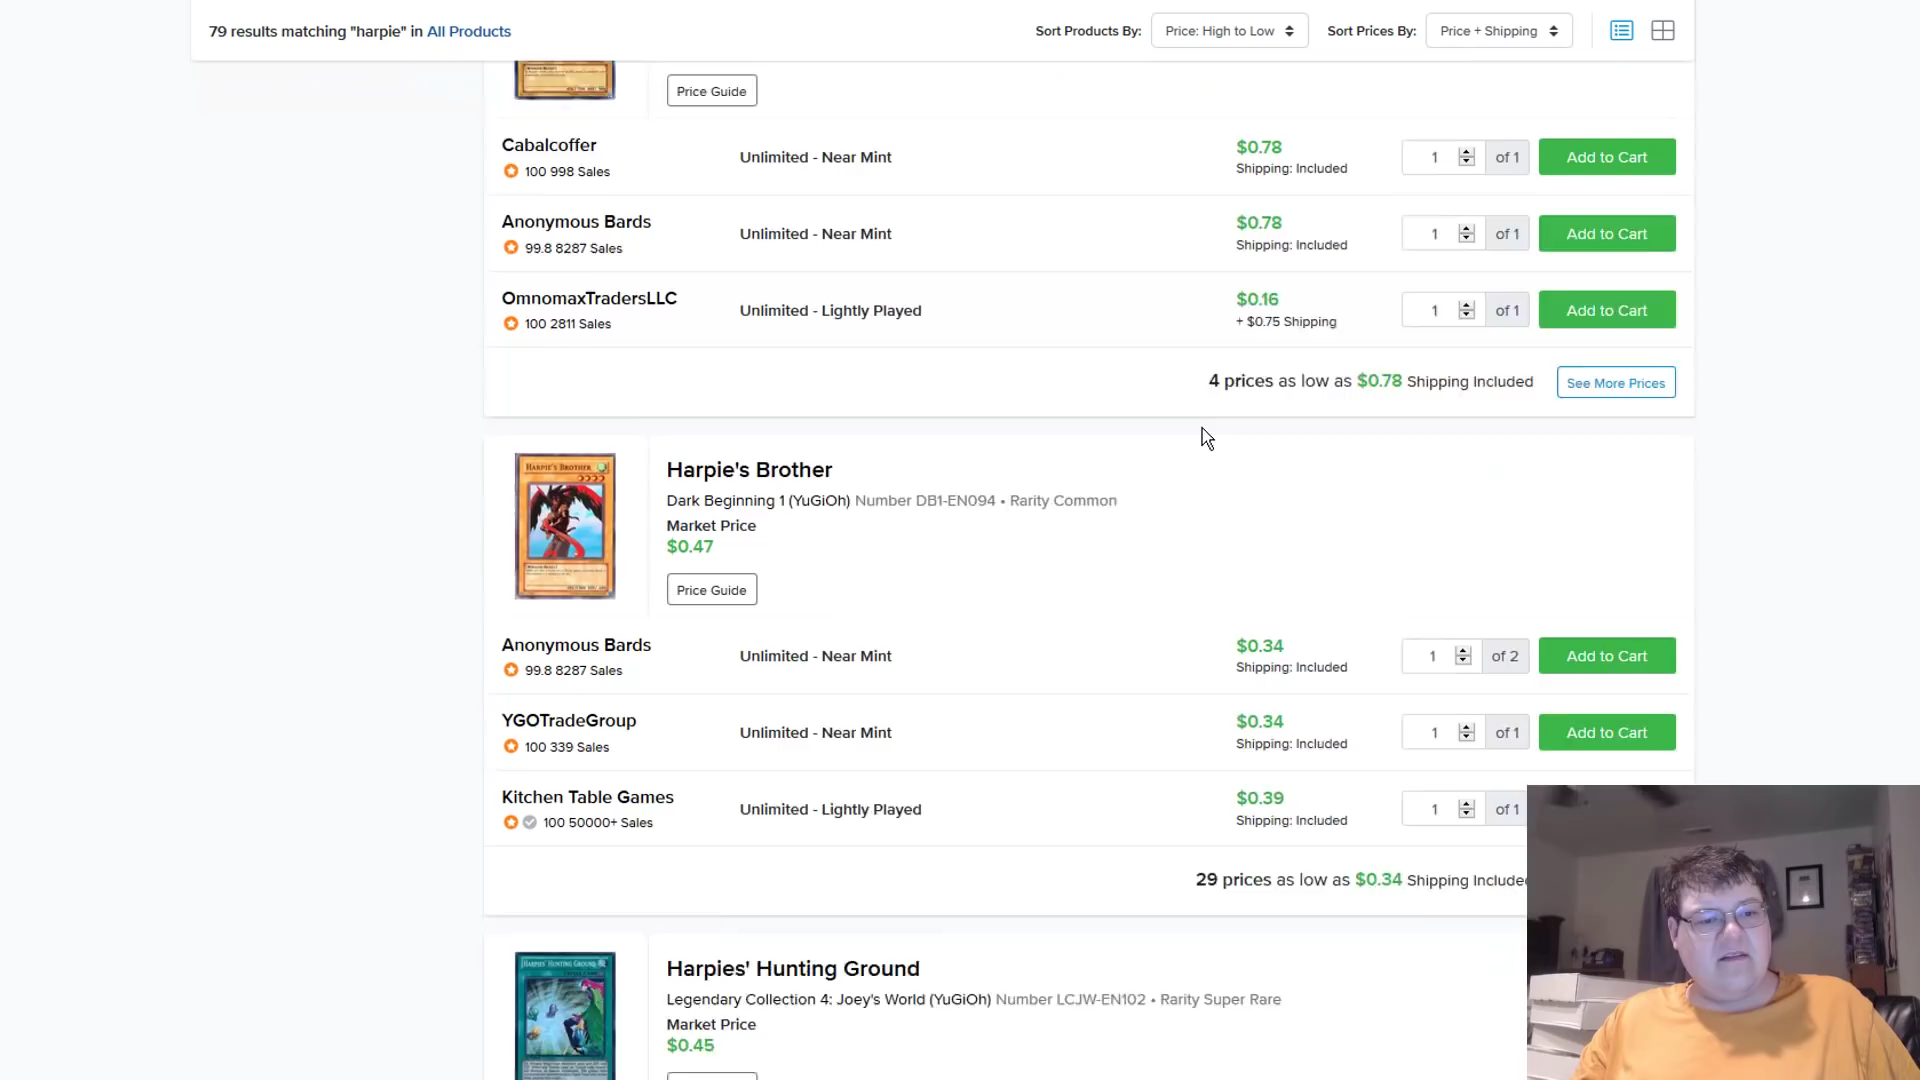 79 results matching "harpie" in All Products
Sort Products By: Price: High to Low Sort Prices By: Price + Shipping
Price Guide
Cabalcoffer
100 998 Sales
Unlimited - Near Mint
$0.78
Shipping: Included
1 of 1 Add to Cart
Anonymous Bards
99.8 8287 Sales
Unlimited - Near Mint
$0.78
Shipping: Included
1 of 1 Add to Cart
OmnomaxTradersLLC
100 2811 Sales
Unlimited - Lightly Played
$0.16
+ $0.75 Shipping
1 of 1 Add to Cart
4 prices as low as $0.78 Shipping Included See More Prices
HARPIE'S BROTHER
Harpie's Brother
Dark Beginning 1 (YuGiOh) Number DB1-EN094 • Rarity Common
Market Price
$0.47
Price Guide
Anonymous Bards
99.8 8287 Sales
Unlimited - Near Mint
$0.34
Shipping: Included
1 of 2 Add to Cart
YGOTradeGroup
100 339 Sales
Unlimited - Near Mint
$0.34
Shipping: Included
1 of 1 Add to Cart
Kitchen Table Games
100 50000+ Sales
Unlimited - Lightly Played
$0.39
Shipping: Included
1 of 1
29 prices as low as $0.34 Shipping Include
HARPIES' HUNTING GROUND
Harpies' Hunting Ground
Legendary Collection 4: Joey's World (YuGiOh) Number LCJW-EN102 • Rarity Super Rare
Market Price
$0.45